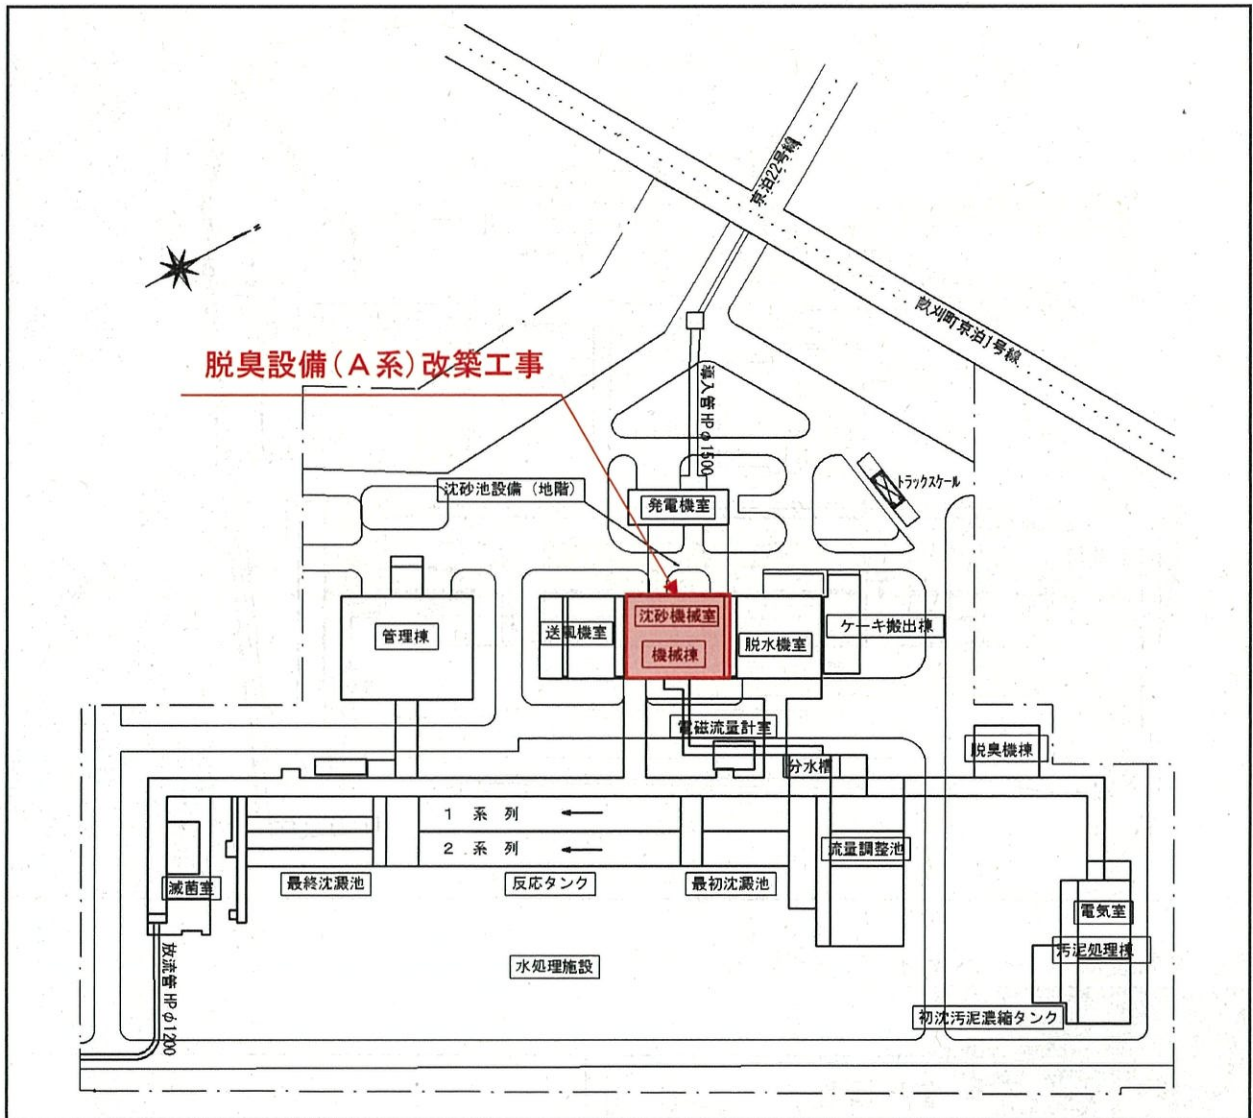 京泊22号線
畝刈町京泊1号線
脱臭設備(A系)改築工事
導入管HPφ1500
トラックスケール
沈砂池設備(地階)
発電機室
沈砂機械室
送風機室
管理棟
機械棟
脱水機室
ケーキ搬出棟
電磁流量計室
脱臭機棟
分水槽
1 系 列
2 系 列
流量調整池
滅菌室
最終沈澱池
反応タンク
最初沈澱池
電気室
汚泥処理棟
放流管HPφ1200
水処理施設
初沈汚泥濃縮タンク